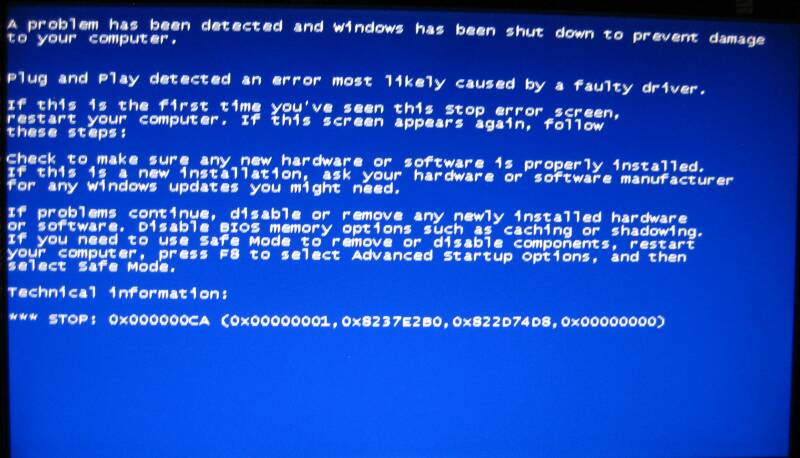 A problem has been detected and windows has been shut down to prevent damage
to your computer.
Plug and Play detected an error most likely caused by a faulty driver.
If this is the first time you've seen this Stop error screen,
restart your computer. If this screen appears again, follow
these steps:
Check to make sure any new hardware or software is properly installed.
If this is a new installation, ask your hardware or software manufacturer
for any windows updates you might need.
If problems continue, disable or remove any newly installed hardware
or software. Disable BIOS memory options such as caching or shadowing.
If you need to use Safe Mode to remove or disable components, restart
your computer, press F8 to select Advanced Startup Options, and then
select Safe Mode.
Technical information:
*** STOP: 0x000000CA (0x00000001,0x8237E2B0,0x822D74D8,0x00000000)